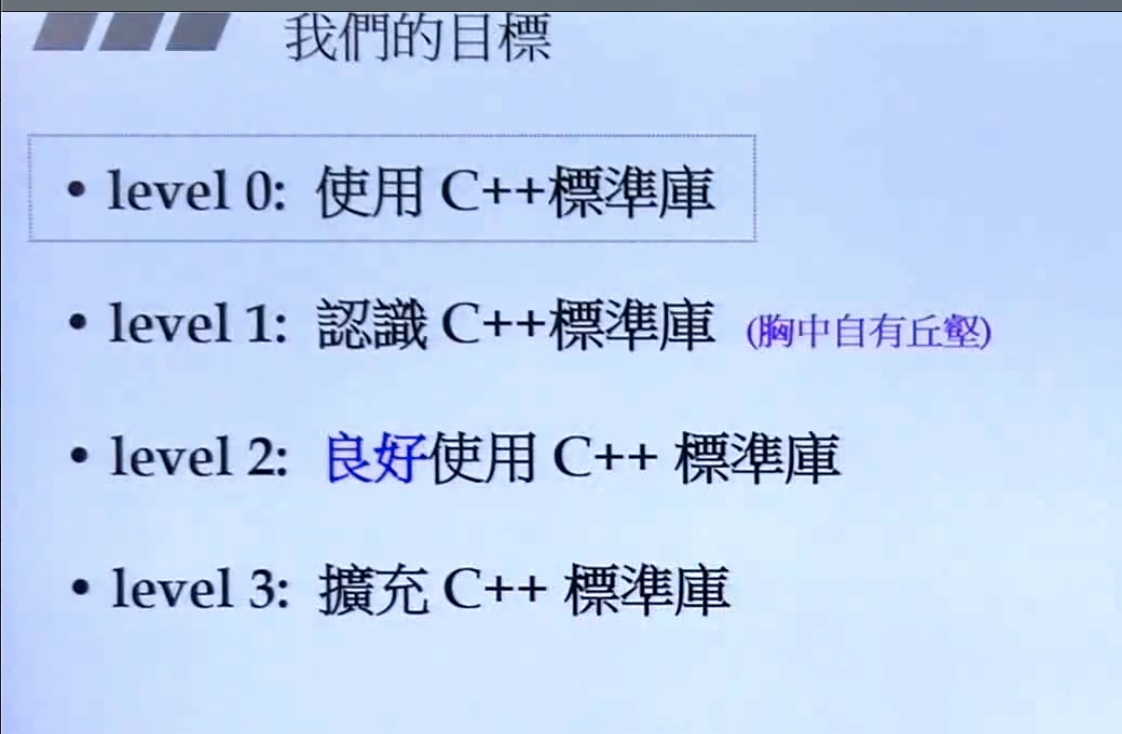 我們的目標
• level 0: 使用 C++標準庫
• level 1: 認識 C++標準庫 (胸中自有丘壑)
• level 2: 良好使用 C++ 標準庫
• level 3: 擴充 C++ 標準庫